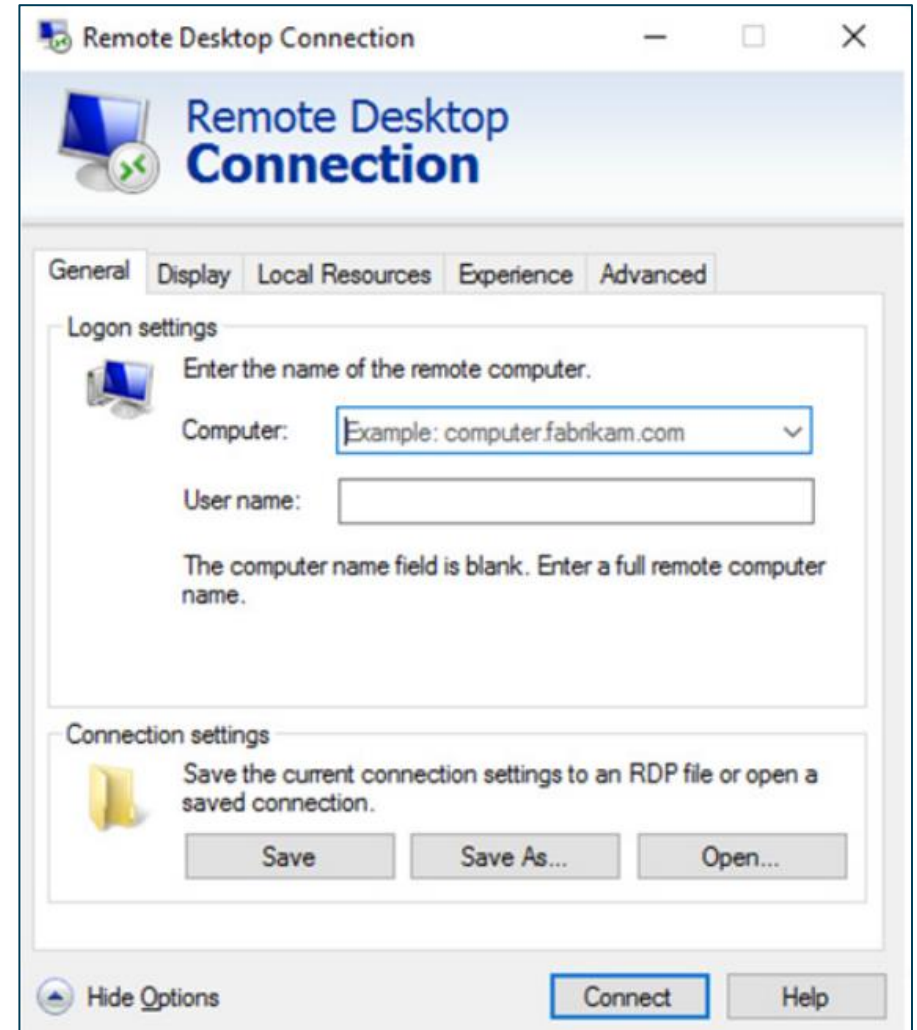 Remote Desktop Connection
Remote Desktop
Connection
General Display Local Resources Experience Advanced
Logon settings
Enter the name of the remote computer.
Computer: Example: computer.fabrikam.com
User name:
The computer name field is blank. Enter a full remote computer
name.
Connection settings
Save the current connection settings to an RDP file or open a
saved connection.
Save Save As... Open...
Hide Options Connect Help